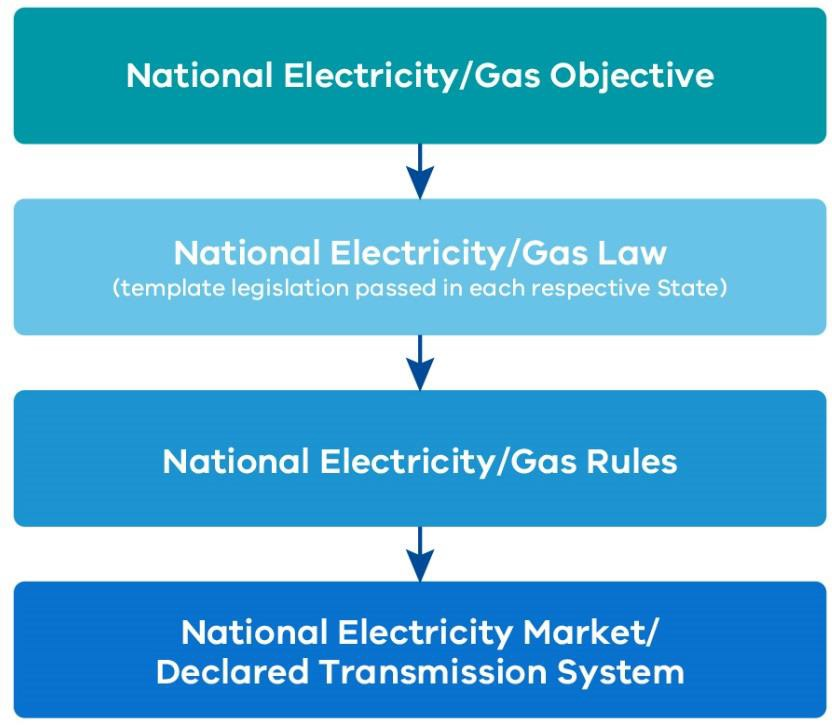 National Electricity/Gas Objective
National Electricity/Gas Law
(template legislation passed in each respective State)
National Electricity/Gas Rules
National Electricity Market/
Declared Transmission System